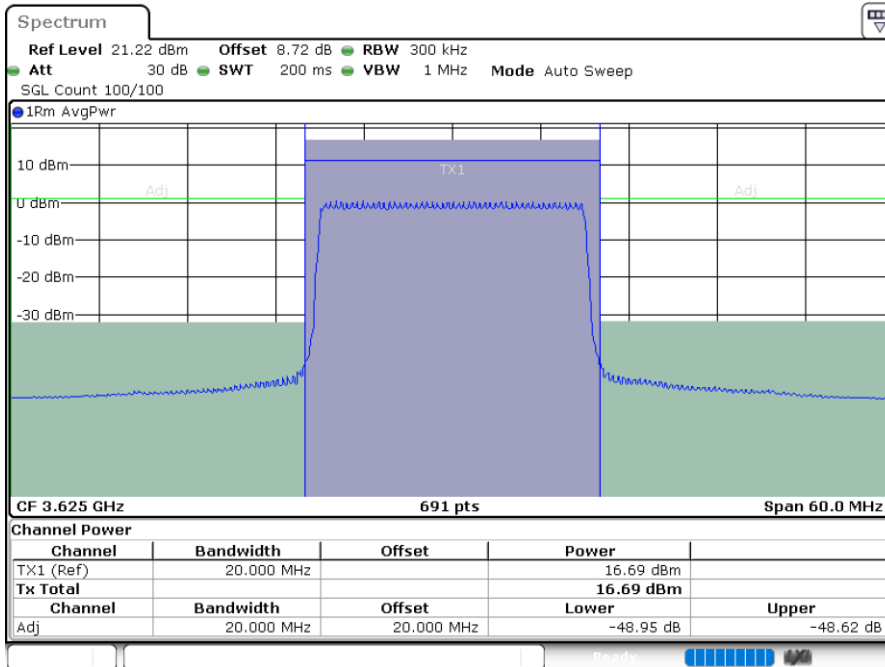 Spectrum
Ref Level 21.22 dBm Offset 8.72 dB RBW 300 kHz
Att 30 dB SWT 200 ms VBW 1 MHz Mode Auto Sweep
SGL Count 100/100
1Rm AvgPwr
10 dBm
TX1
Adj Adj
0 dBm
-10 dBm
-20 dBm
-30 dBm
CF 3.625 GHz 691 pts Span 60.0 MHz
Channel Power
Channel Bandwidth Offset Power
TX1 (Ref) 20.000 MHz 16.69 dBm
Tx Total 16.69 dBm
Channel Bandwidth Offset Lower Upper
Adj 20.000 MHz 20.000 MHz -48.95 dB -48.62 dB
Ready